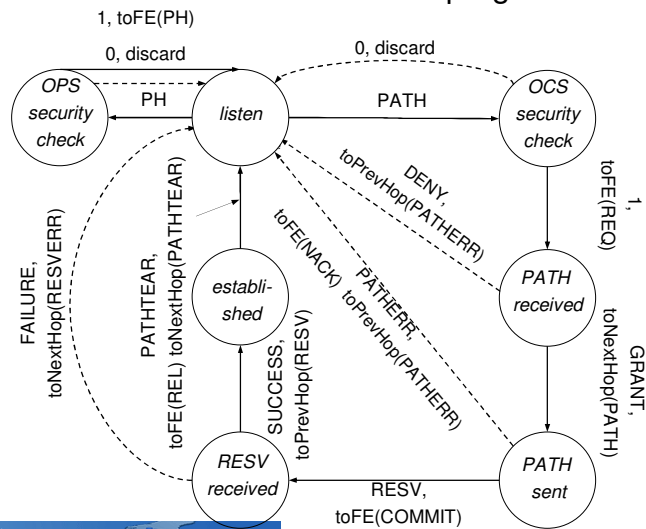 1, toFE(PH)
0, discard
0, discard
OPS
security
check
PH
listen
PATH
OCS
security
check
1,
toFE(REQ)
DENY,
toPrevHop(PATHERR)
PATH
received
GRANT,
toNextHop(PATH)
PATHERR,
toFE(NACK) toPrevHop(PATHERR)
PATH
sent
RESV,
toFE(COMMIT)
RESV
received
SUCCESS,
toPrevHop(RESV)
establi-
shed
PATHTEAR,
toFE(REL) toNextHop(PATHTEAR)
FAILURE,
toNextHop(RESVERR)